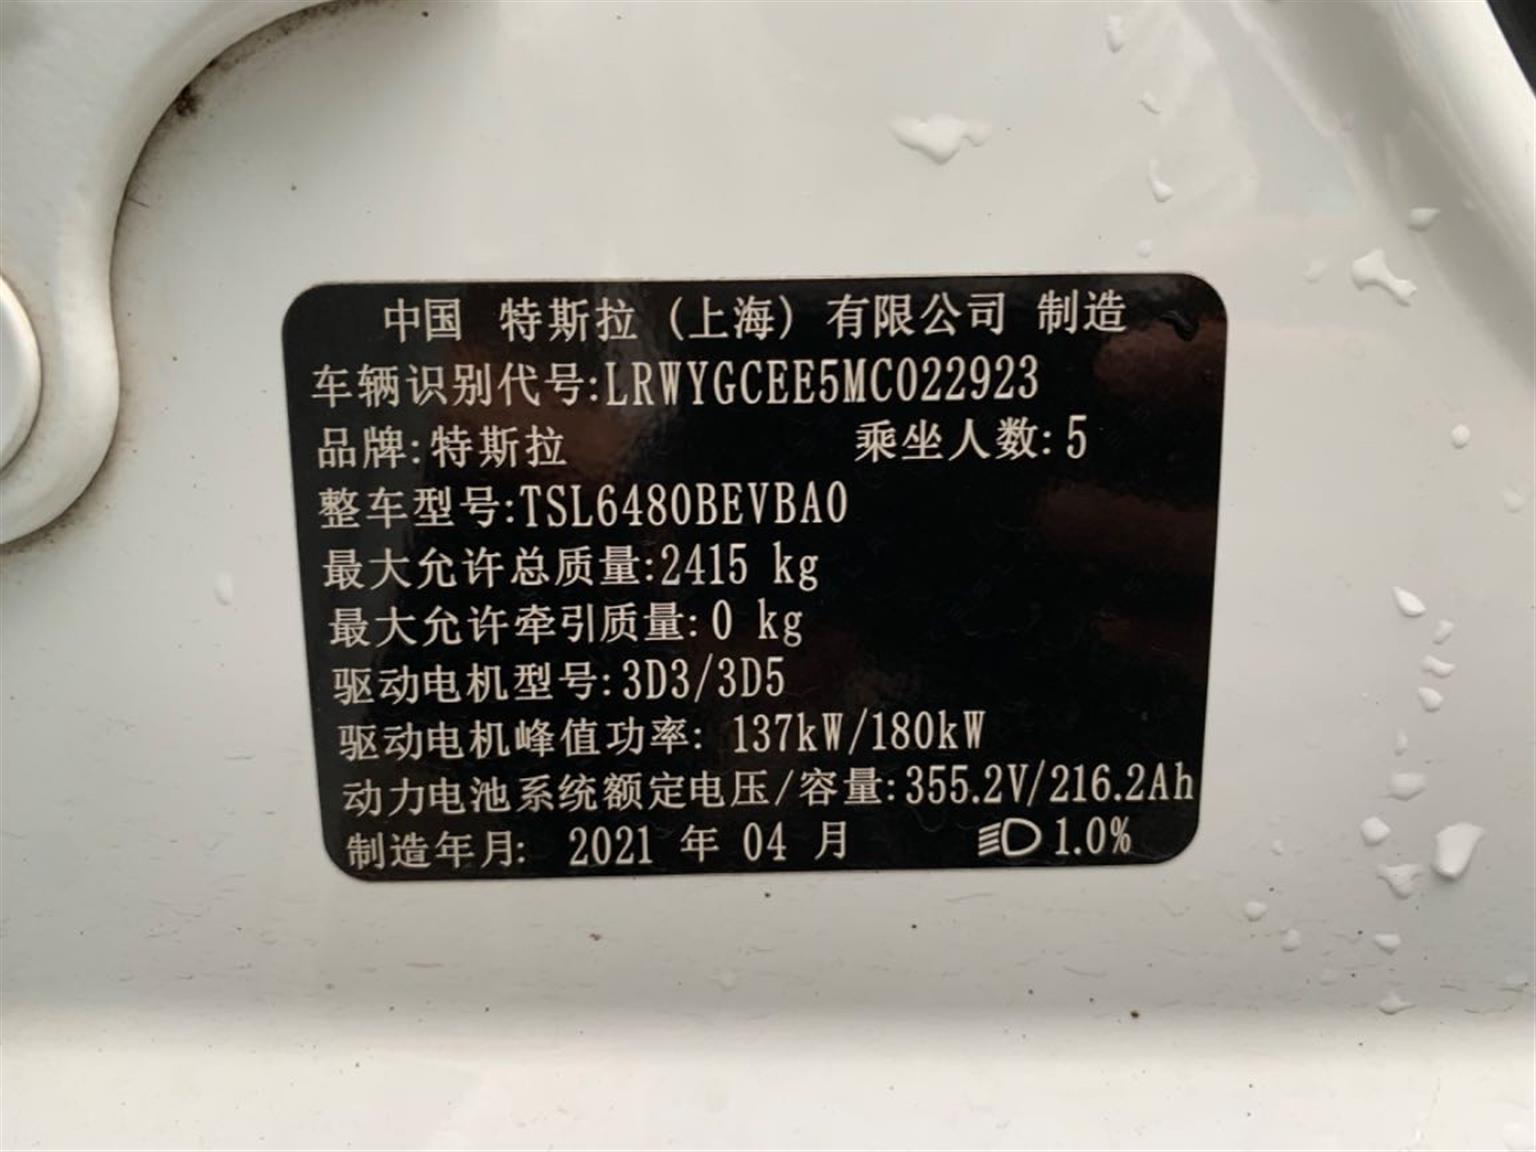 中国 特斯拉 (上海) 有限公司 制造
车辆识别代号:LRWYGCEE5MC022923
品牌:特斯拉 乘坐人数:5
整车型号:TSL6480BEVBA0
最大允许总质量:2415 kg
最大允许牵引质量:0 kg
驱动电机型号:3D3/3D5
驱动电机峰值功率: 137kW/180kW
动力电池系统额定电压/容量:355.2V/216.2Ah
制造年月: 2021 年 04 月 1.0%